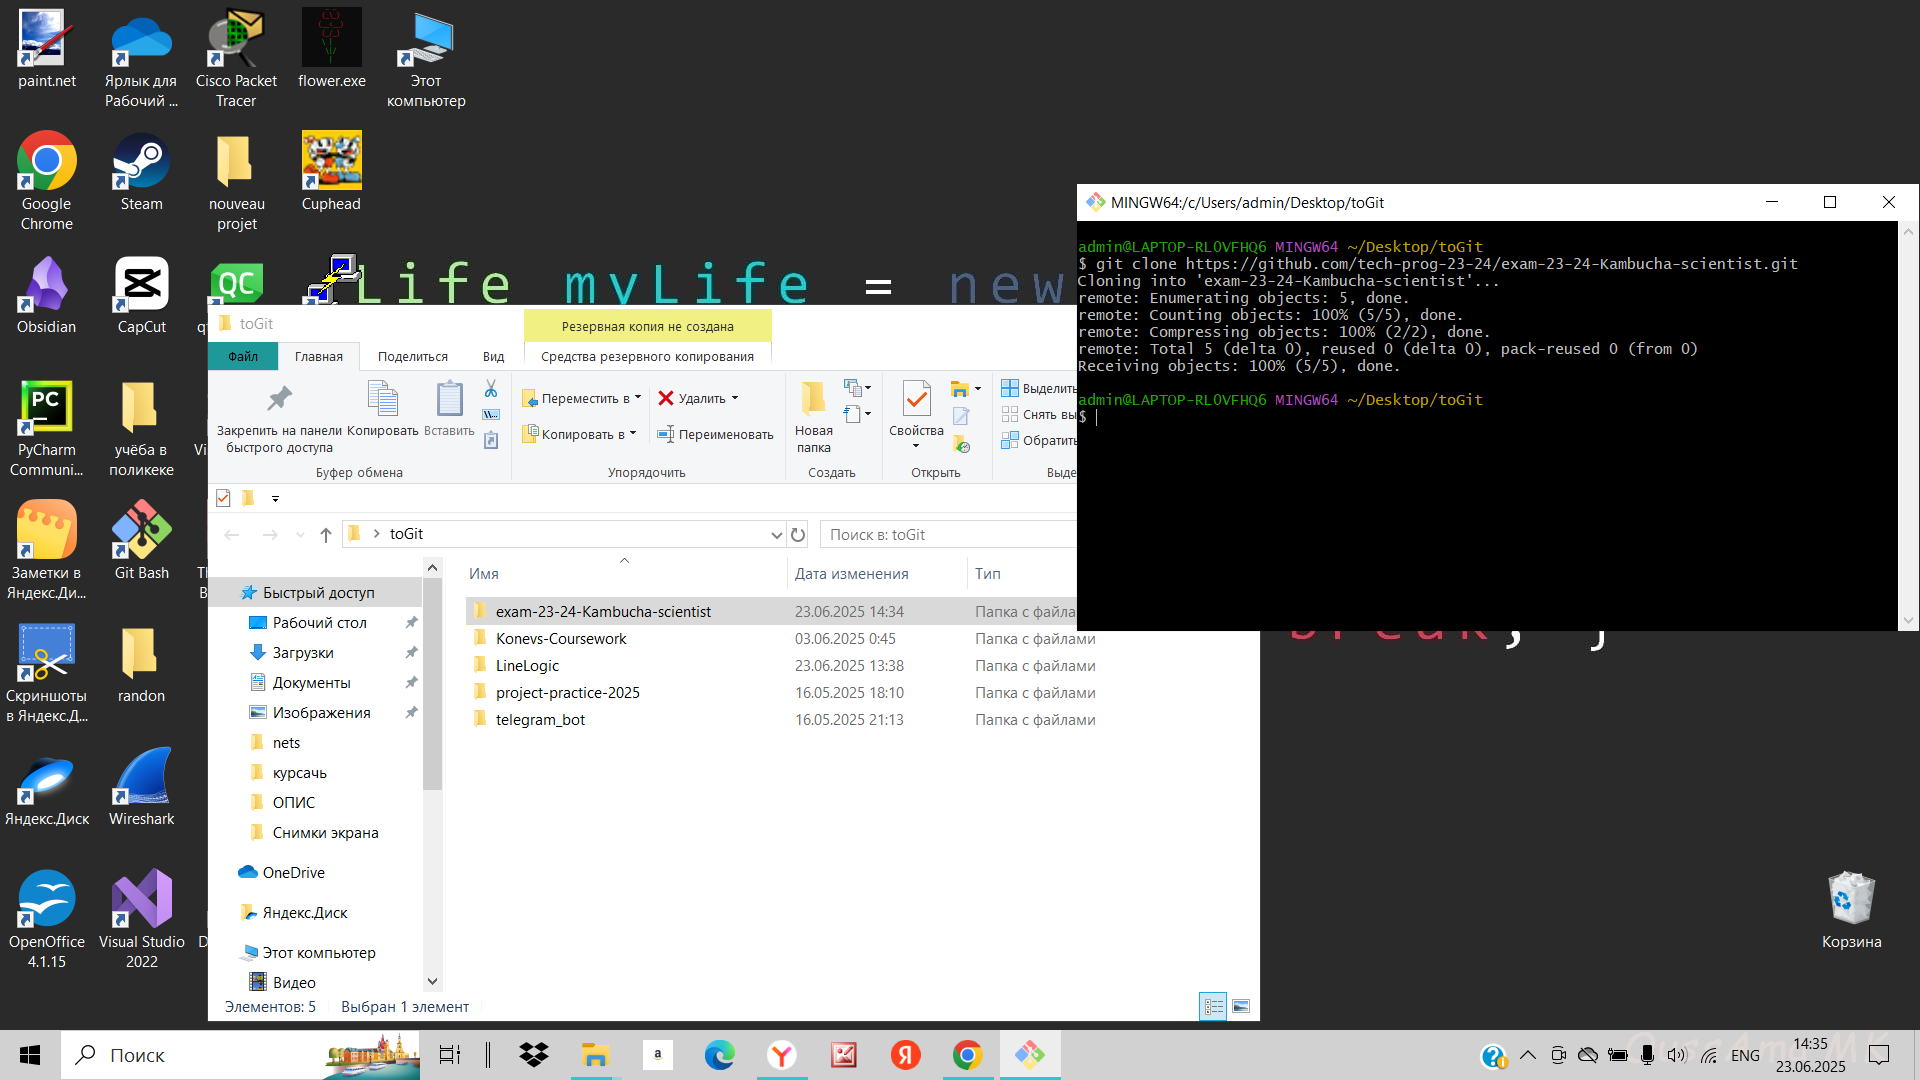 paint.net
Ярлык для
Рабочий ...
Cisco Packet
Tracer
flower.exe
Этот
компьютер
Google
Chrome
Steam
nouveau
projet
Cuphead
Obsidian
CapCut
QC
Life myLife = new
PC
PyCharm
Communi...
учёба в
поликеке
Vi
Заметки в
Яндекс.Ди...
Git Bash
Скриншоты
в Яндекс.Д...
randon
Яндекс.Диск
Wireshark
OpenOffice
4.1.15
Visual Studio
2022
D
toGit
Резервная копия не создана
Файл
Главная
Поделиться
Вид
Средства резервного копирования
Закрепить на панели
быстрого доступа
Копировать
Вставить
Буфер обмена
Переместить в
Копировать в
Удалить
Переименовать
Упорядочить
Новая
папка
Создать
Свойства
Открыть
Выделить
Снять вы
Обратить
Выде
toGit
Поиск в: toGit
Имя
Дата изменения
Тип
exam-23-24-Kambucha-scientist 23.06.2025 14:34 Папка с файла
Konevs-Coursework 03.06.2025 0:45 Папка с файлами
LineLogic 23.06.2025 13:38 Папка с файлами
project-practice-2025 16.05.2025 18:10 Папка с файлами
telegram_bot 16.05.2025 21:13 Папка с файлами
Быстрый доступ
Рабочий стол
Загрузки
Документы
Изображения
nets
курсачь
ОПИС
Снимки экрана
OneDrive
Яндекс.Диск
Этот компьютер
Видео
Элементов: 5
Выбран 1 элемент
MINGW64:/c/Users/admin/Desktop/toGit
admin@LAPTOP-RL0VFHQ6 MINGW64 ~/Desktop/toGit
$ git clone https://github.com/tech-prog-23-24/exam-23-24-Kambucha-scientist.git
Cloning into 'exam-23-24-Kambucha-scientist'...
remote: Enumerating objects: 5, done.
remote: Counting objects: 100% (5/5), done.
remote: Compressing objects: 100% (2/2), done.
remote: Total 5 (delta 0), reused 0 (delta 0), pack-reused 0 (from 0)
Receiving objects: 100% (5/5), done.
admin@LAPTOP-RL0VFHQ6 MINGW64 ~/Desktop/toGit
$
break; }
Корзина
Поиск
ENG
14:35
23.06.2025